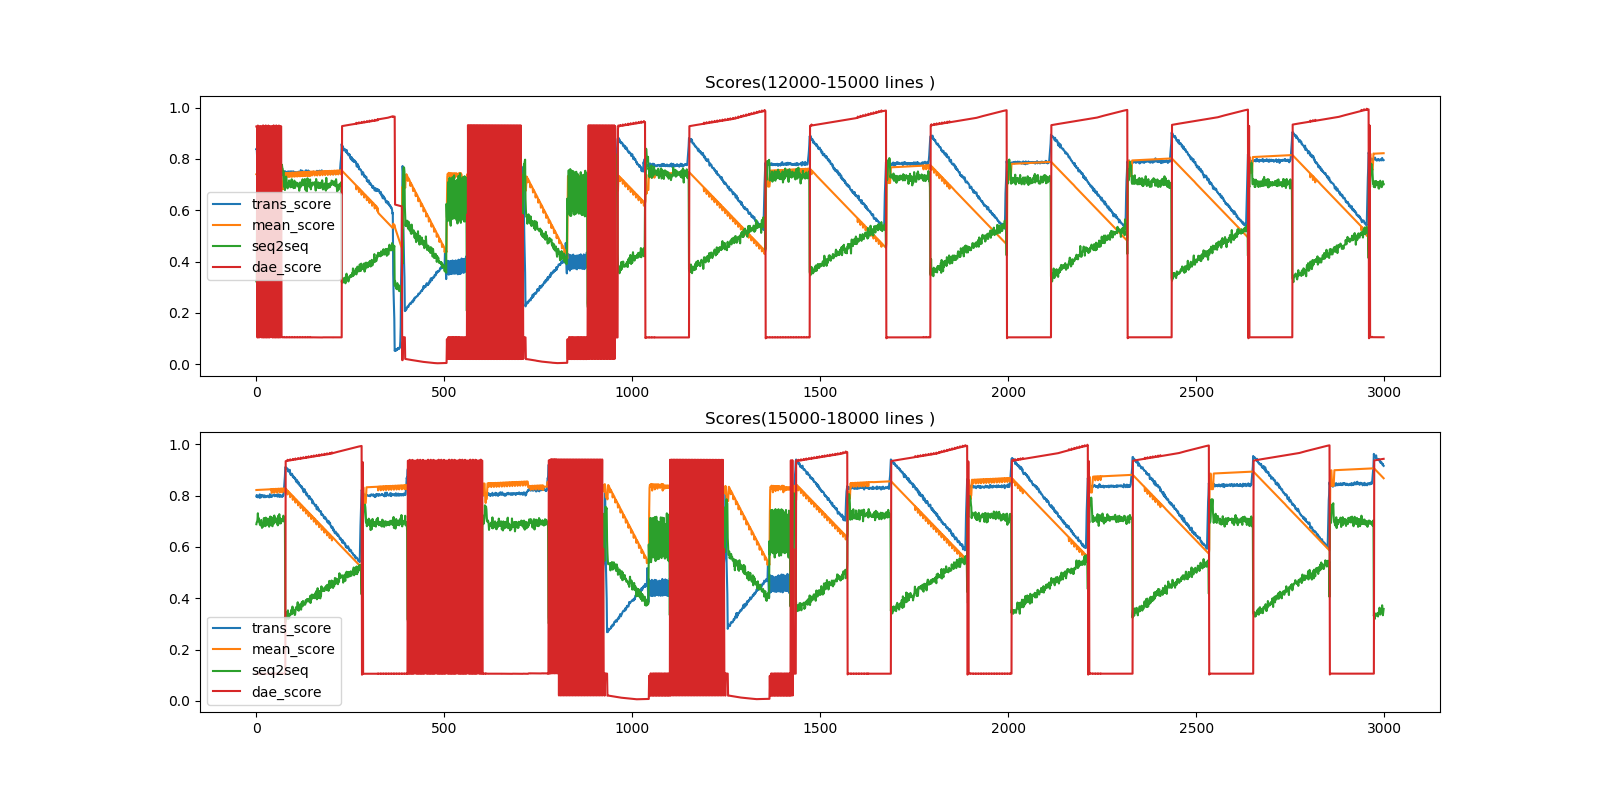 Scores(12000-15000 lines )
1.0
0.8
0.6
0.4
0.2
0.0
trans_score
mean_score
seq2seq
dae_score
0 500 1000 1500 2000 2500 3000
Scores(15000-18000 lines )
1.0
0.8
0.6
0.4
0.2
0.0
trans_score
mean_score
seq2seq
dae_score
0 500 1000 1500 2000 2500 3000